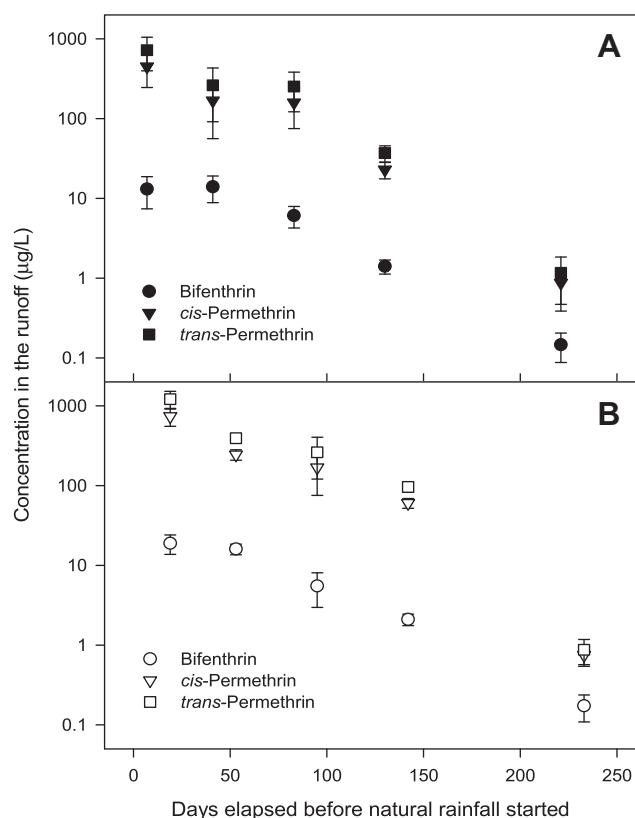 A
1000
100
10
1
0.1
Bifenthrin
cis-Permethrin
trans-Permethrin
Concentration in the runoff (µg/L)
B
1000
100
10
1
0.1
Bifenthrin
cis-Permethrin
trans-Permethrin
0 50 100 150 200 250
Days elapsed before natural rainfall started